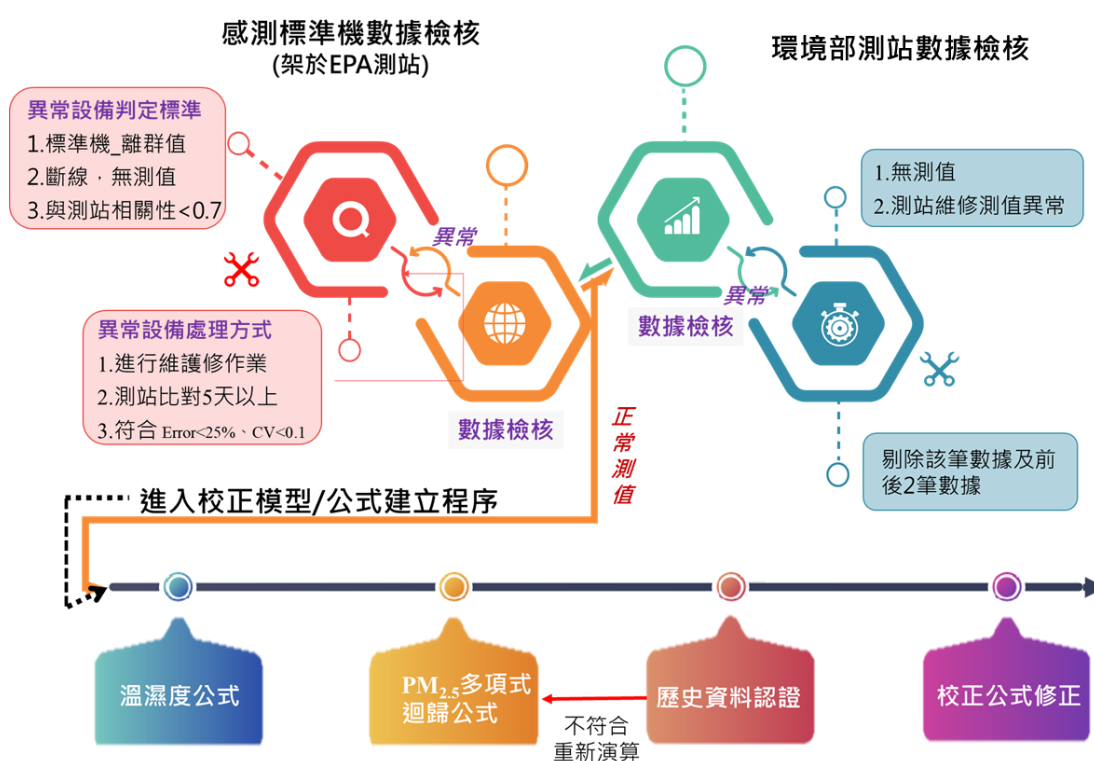 感測標準機數據檢核
(架於EPA測站)
環境部測站數據檢核
異常設備判定標準
1.標準機_離群值
2.斷線，無測值
3.與測站相關性<0.7
異常
1.無測值
2.測站維修測值異常
異常
數據檢核
異常設備處理方式
1.進行維護修作業
2.測站比對5天以上
3.符合 Error<25%、CV<0.1
數據檢核
正常測值
剔除該筆數據及前
後2筆數據
進入校正模型/公式建立程序
溫濕度公式
PM2.5多項式
迴歸公式
不符合
重新演算
歷史資料認證
校正公式修正